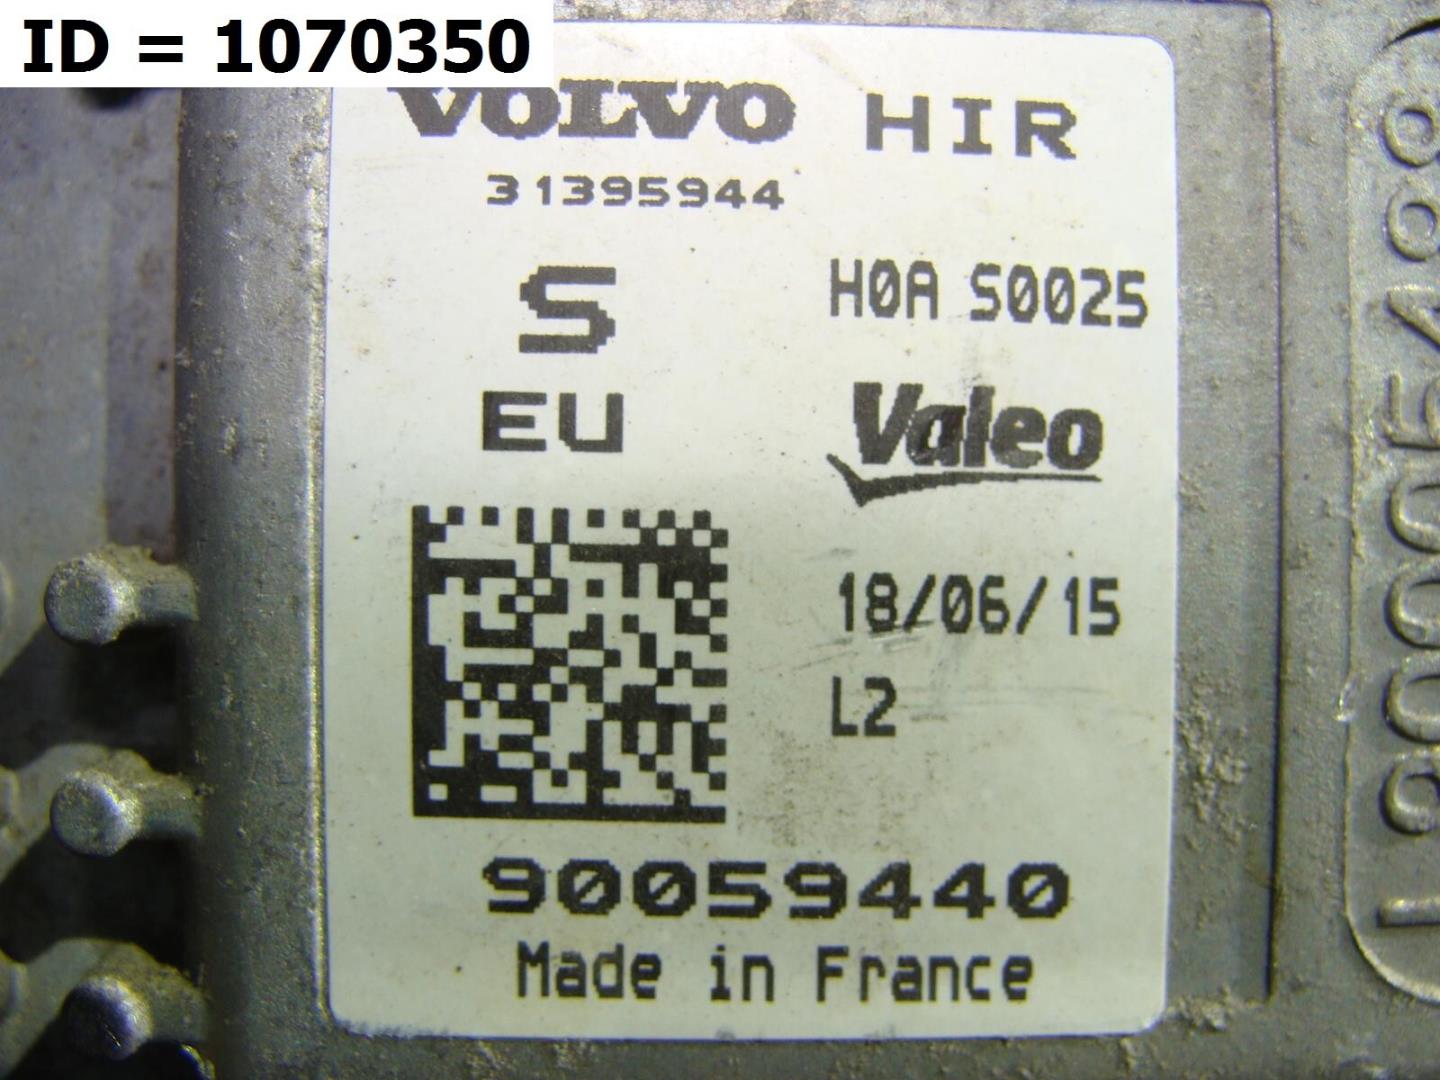 ID = 1070350
VOLVO HIR
31395944
S
H0A S0025
EU
Valeo
18/06/15
L2
90059440
Made in France